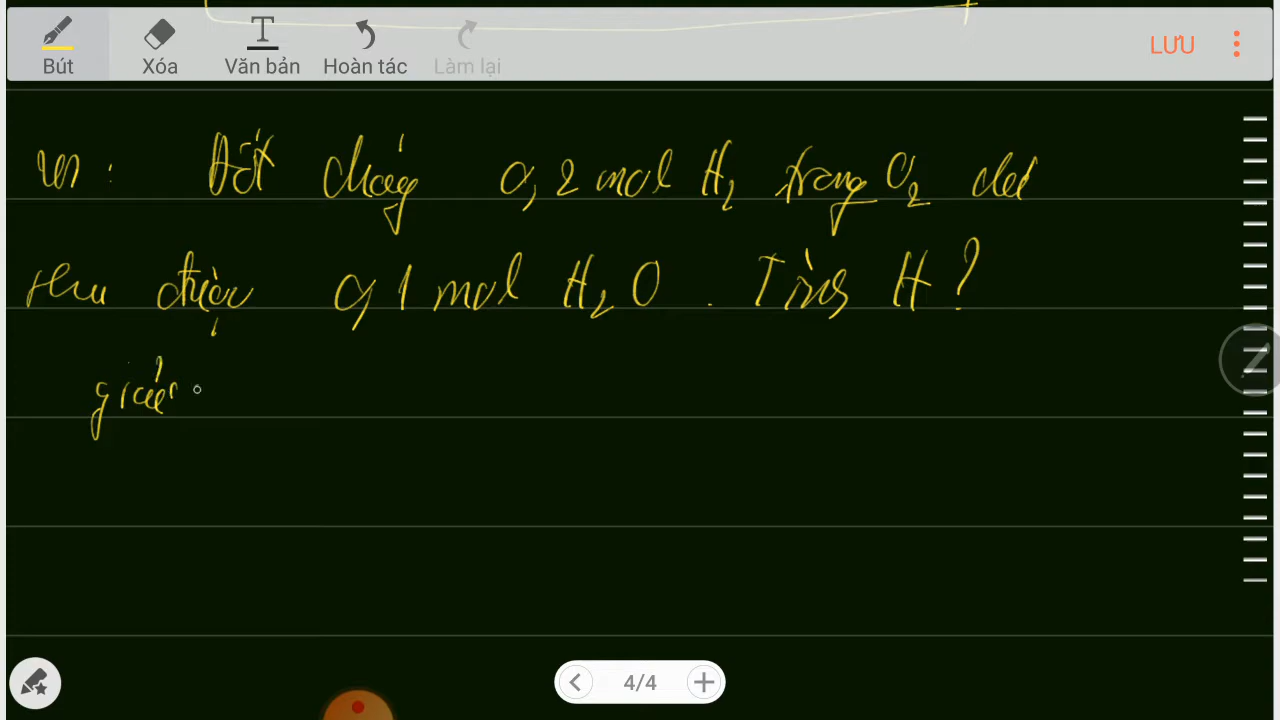 Bút Xóa Văn bản Hoàn tác Làm lại LƯU
VD: Đốt cháy 0,2 mol H₂ trong O₂ dư
thu được 0,1 mol H₂O. Tính H?
giải
4/4